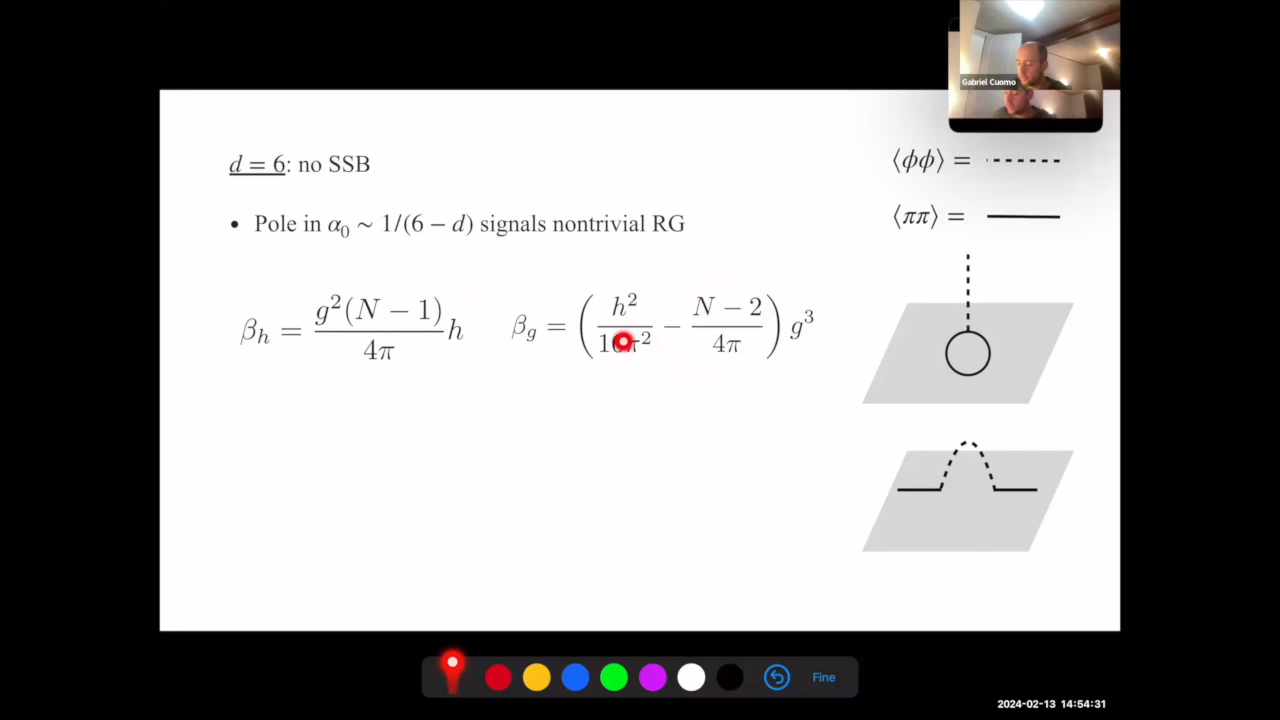 Gabriel Cuomo
d = 6: no SSB
⟨ϕϕ⟩ =
• Pole in α₀ ~ 1/(6 − d) signals nontrivial RG
⟨ππ⟩ =
β_h = g²(N − 1)/4π h
β_g = (h²/16π² − (N − 2)/4π) g³
Fine
2024-02-13 14:54:31